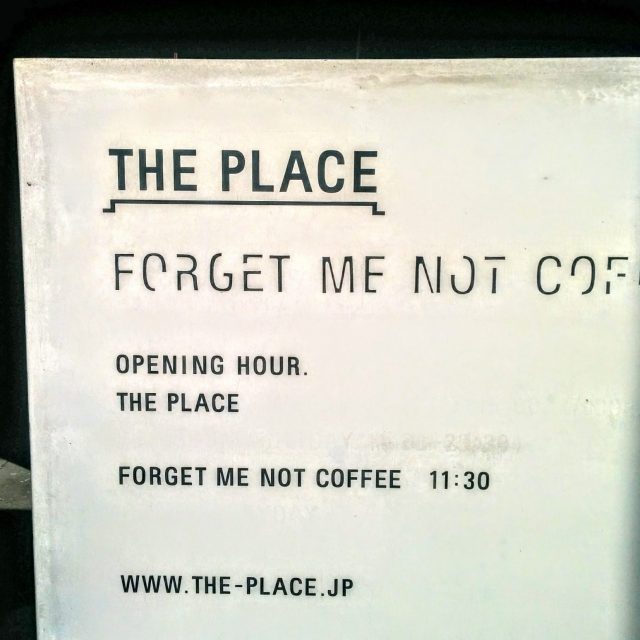 THE PLACE
FORGET ME NOT COF
OPENING HOUR.
THE PLACE
FORGET ME NOT COFFEE 11:30
WWW.THE-PLACE.JP